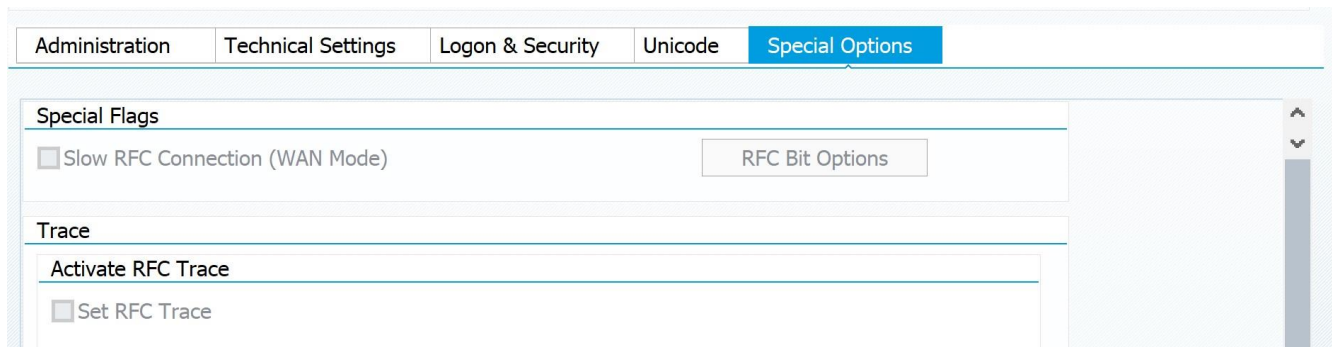 Administration Technical Settings Logon & Security Unicode Special Options
Special Flags
Slow RFC Connection (WAN Mode) RFC Bit Options
Trace
Activate RFC Trace
Set RFC Trace